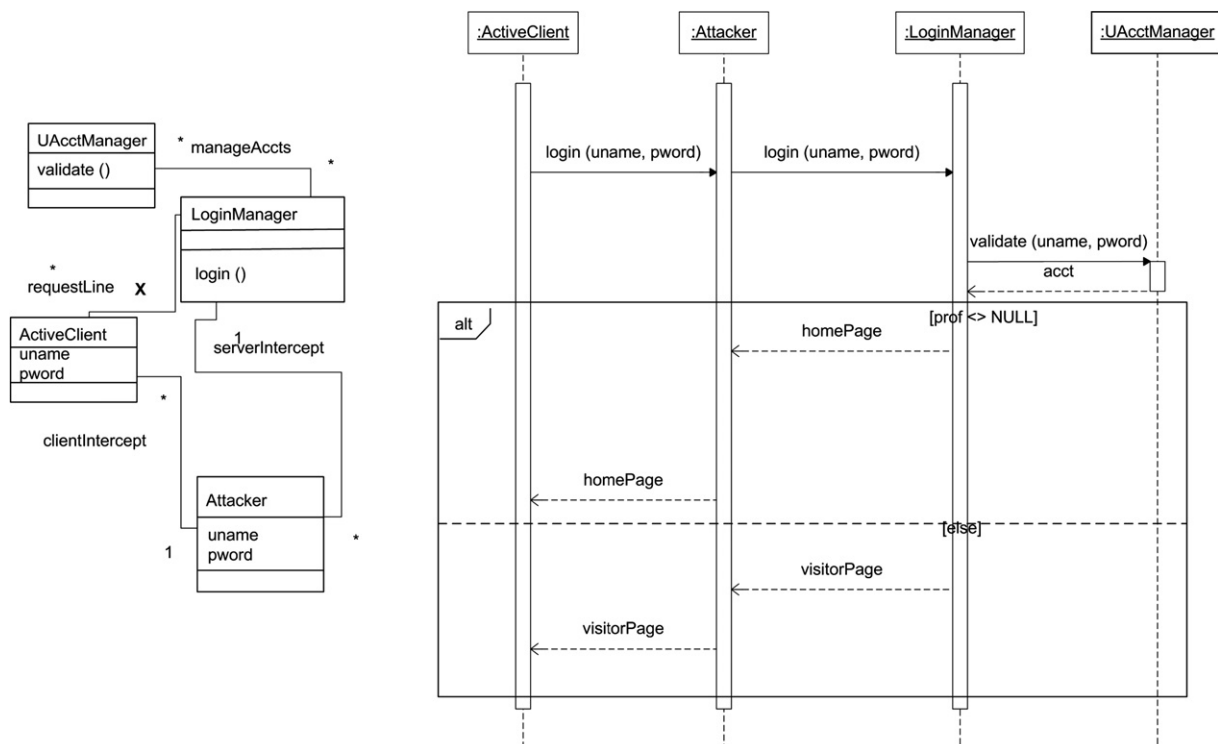 UAcctManager
validate ()
*
manageAccts
*
LoginManager
login ()
*
requestLine
X
ActiveClient
uname
pword
1
serverIntercept
*
clientIntercept
Attacker
uname
pword
1
*
:ActiveClient
:Attacker
:LoginManager
:UAcctManager
login (uname, pword)
login (uname, pword)
validate (uname, pword)
acct
alt
[prof <> NULL]
homePage
homePage
[else]
visitorPage
visitorPage